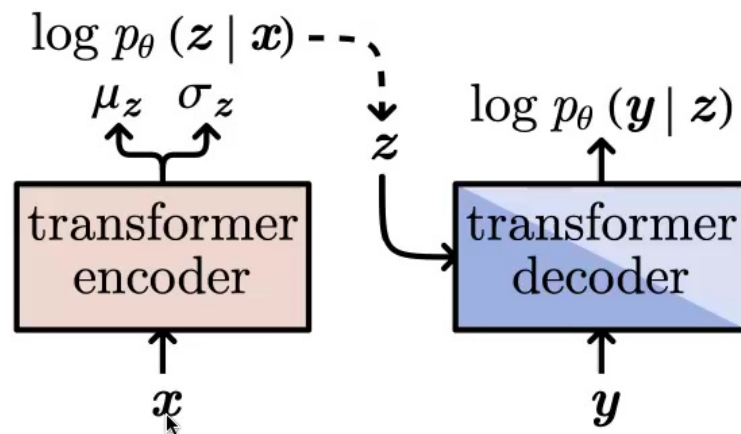 log pθ (z | x)
μz σz
z
log pθ (y | z)
transformer
encoder
transformer
decoder
x
y